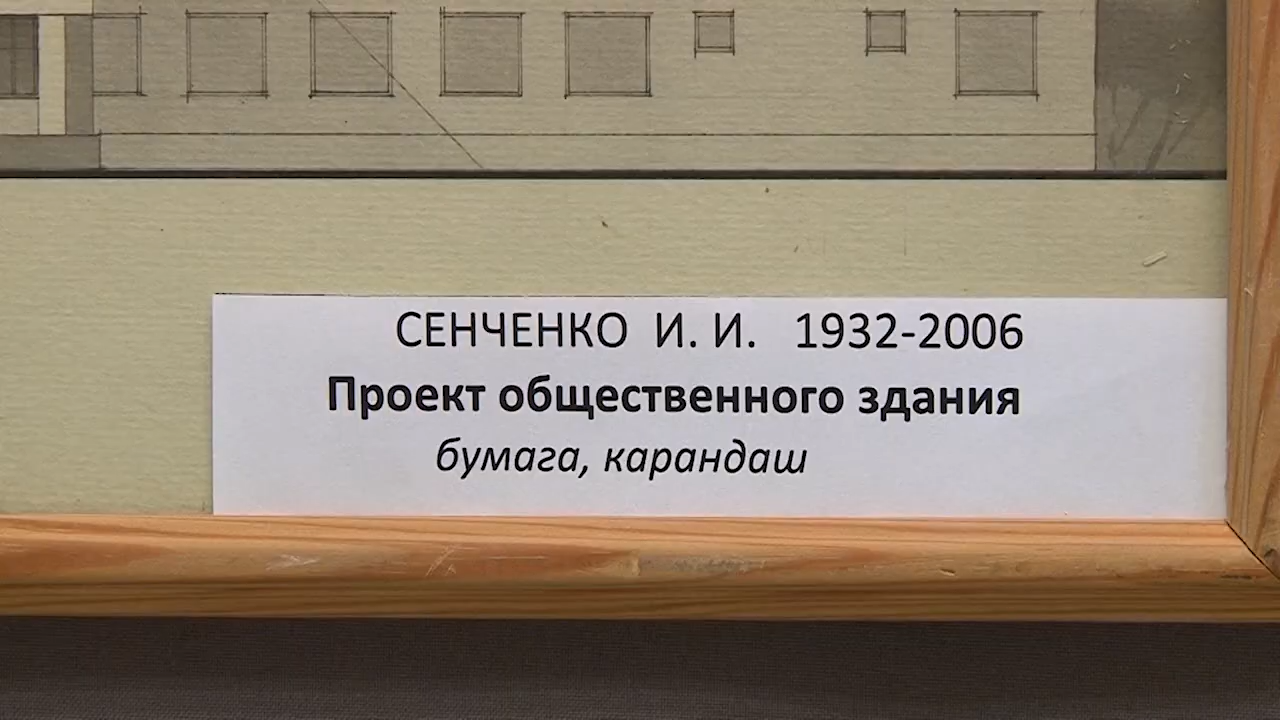 СЕНЧЕНКО И. И. 1932-2006
Проект общественного здания
бумага, карандаш